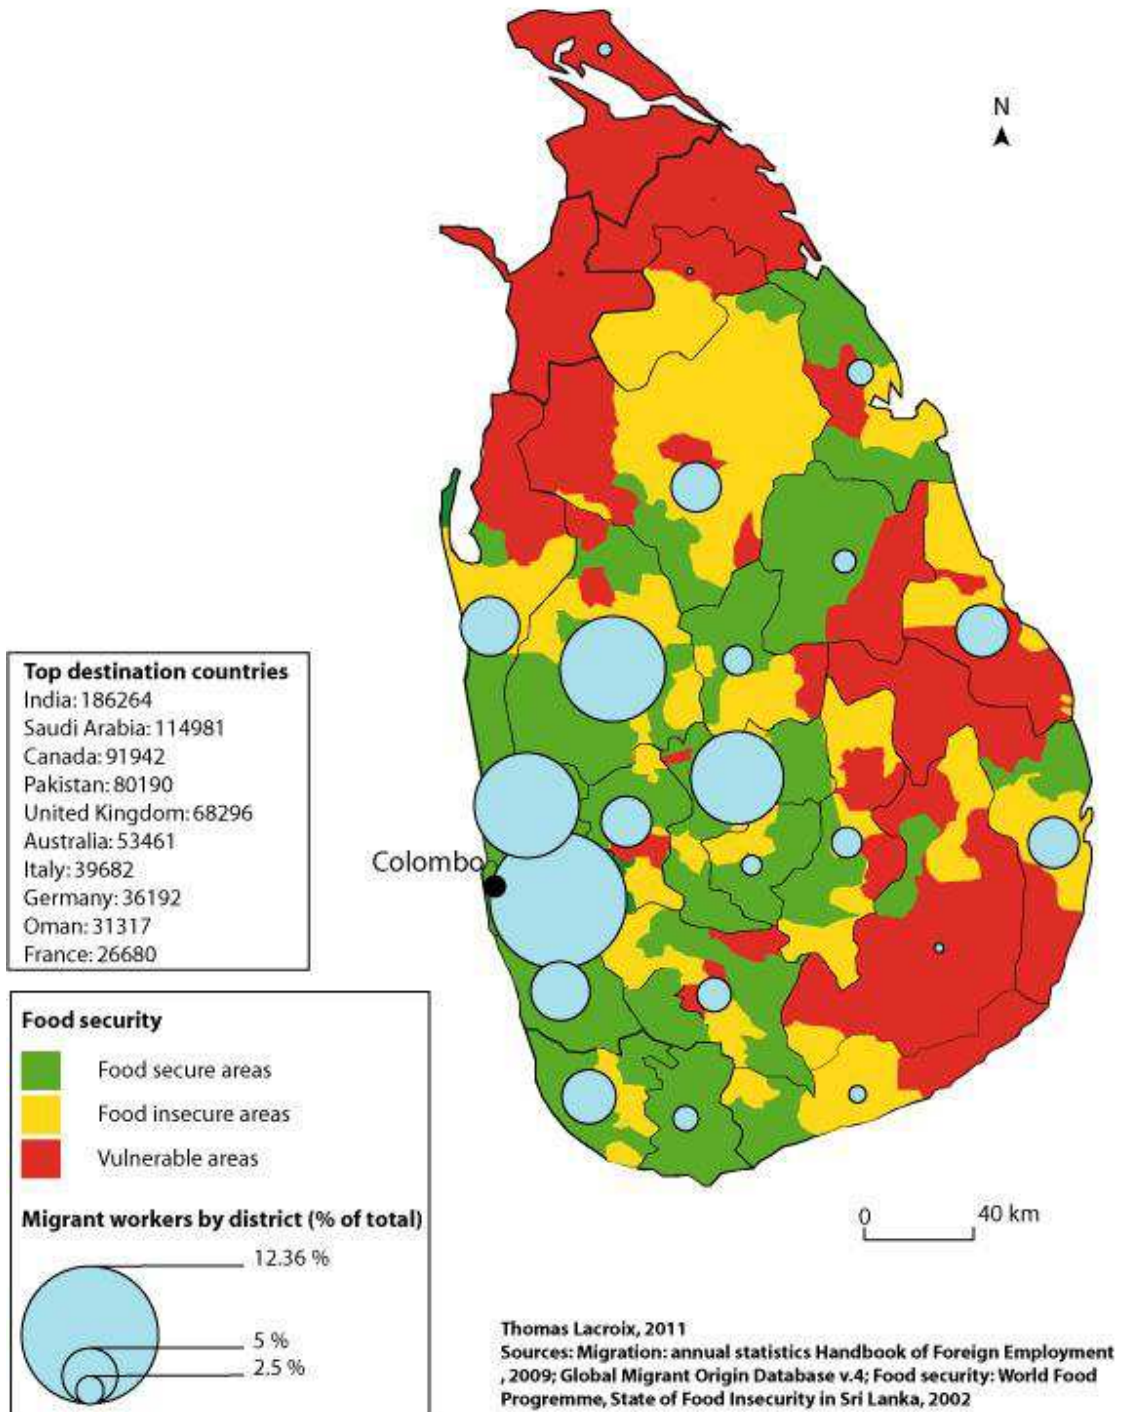 N
Top destination countries
India: 186264
Saudi Arabia: 114981
Canada: 91942
Pakistan: 80190
United Kingdom: 68296
Australia: 53461
Italy: 39682
Germany: 36192
Oman: 31317
France: 26680
Colombo
Food security
Food secure areas
Food insecure areas
Vulnerable areas
Migrant workers by district (% of total)
12.36 %
5 %
2.5 %
0 40 km
Thomas Lacroix, 2011
Sources: Migration: annual statistics Handbook of Foreign Employment
, 2009; Global Migrant Origin Database v.4; Food security: World Food
Progremme, State of Food Insecurity in Sri Lanka, 2002